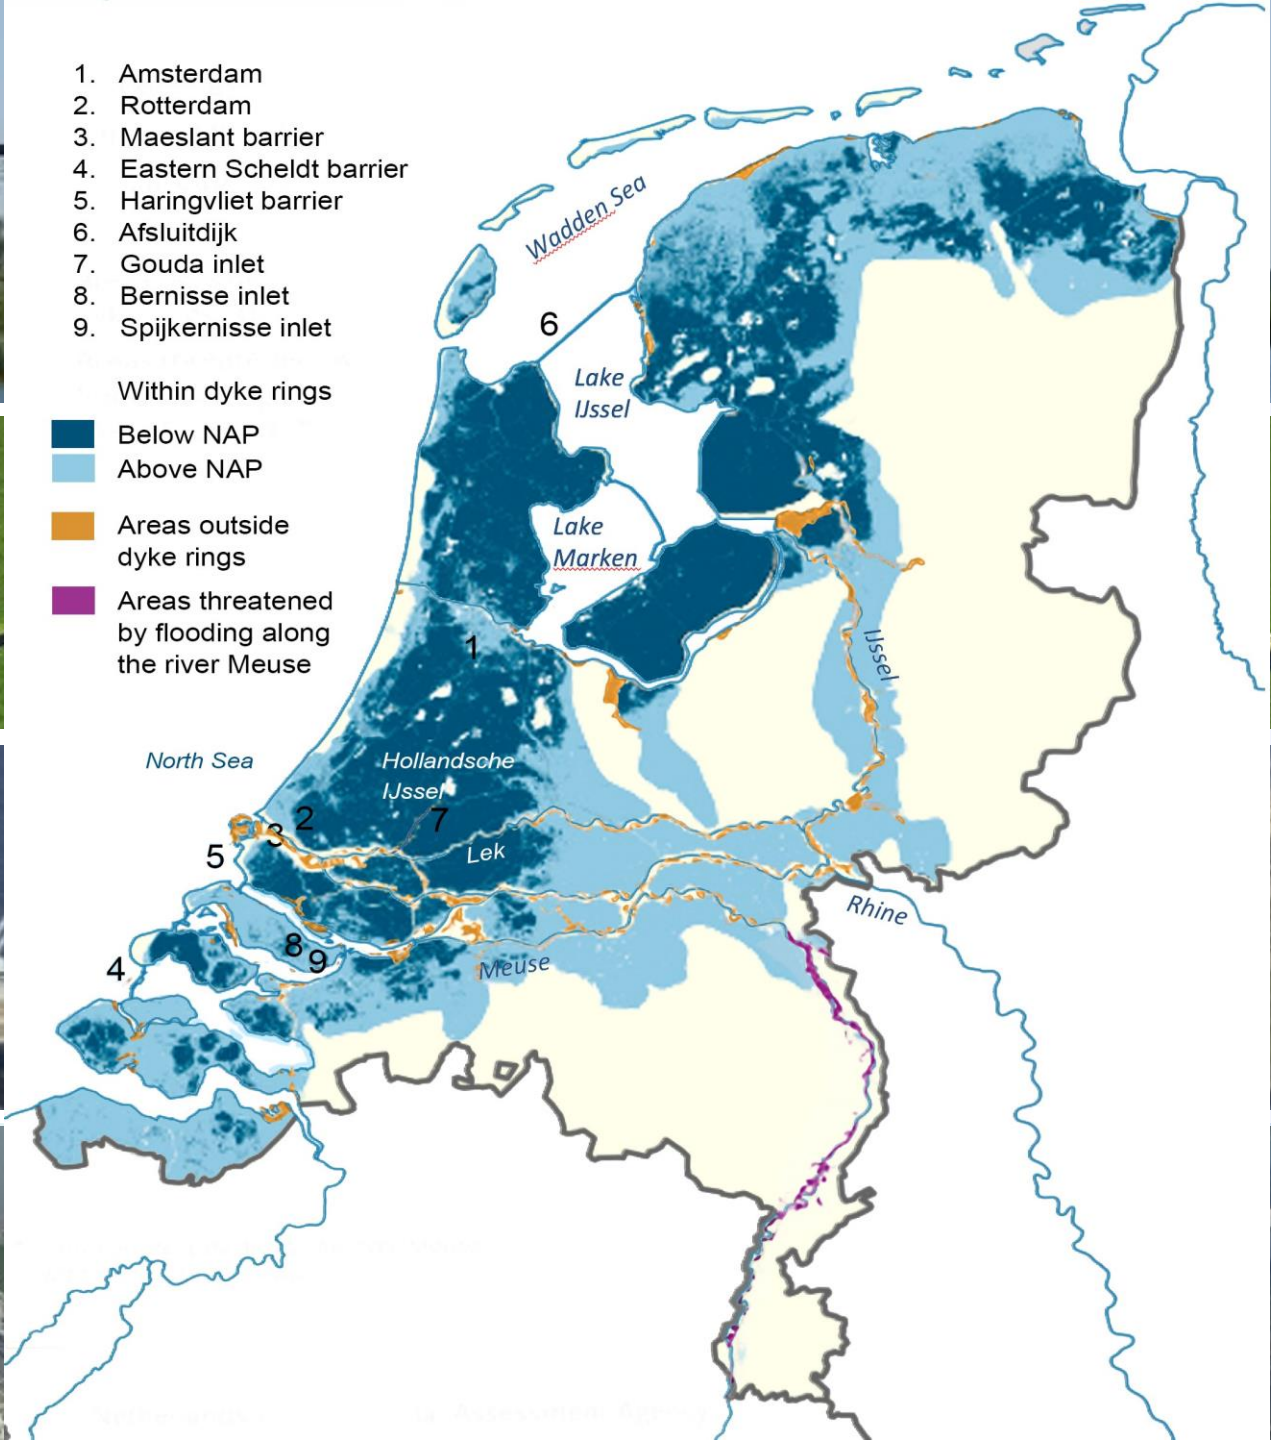 1. Amsterdam
2. Rotterdam
3. Maeslant barrier
4. Eastern Scheldt barrier
5. Haringvliet barrier
6. Afsluitdijk
7. Gouda inlet
8. Bernisse inlet
9. Spijkernisse inlet
Within dyke rings
Below NAP
Above NAP
Areas outside
dyke rings
Areas threatened
by flooding along
the river Meuse
Wadden Sea
6
Lake
IJssel
Lake
Marken
1
IJssel
North Sea
Hollandsche
IJssel
2
7
3
5
Lek
Rhine
8
9
4
Meuse